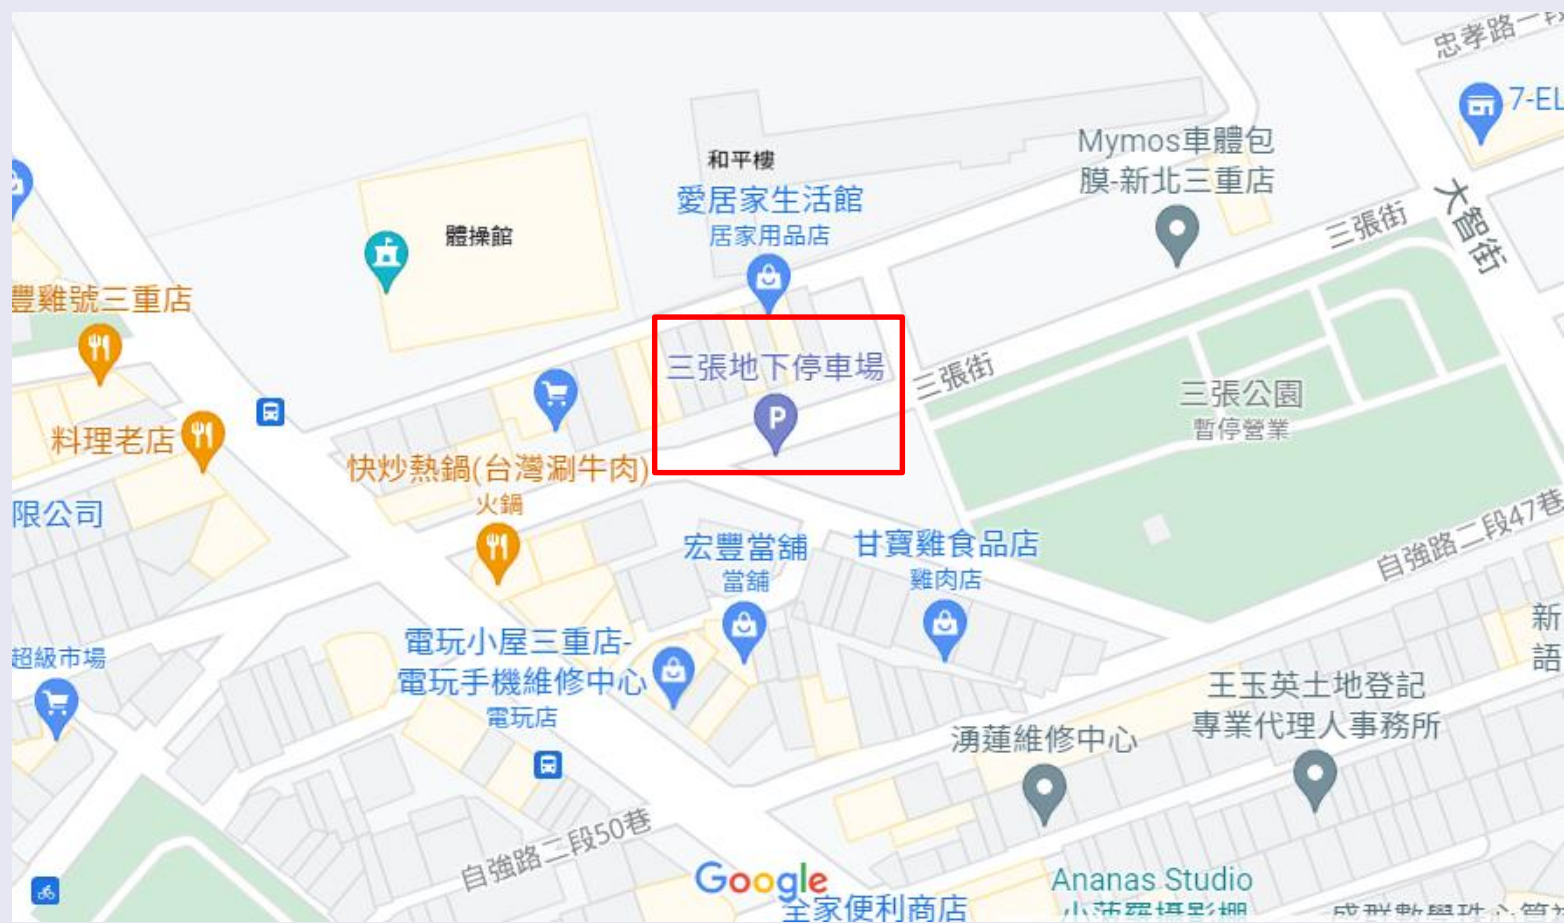 忠孝路一段
7-EL
Mymos車體包
膜-新北三重店
和平樓
愛居家生活館
居家用品店
體操館
大智街
三張街
豐雞號三重店
三張地下停車場
P
三張街
三張公園
暫停營業
料理老店
快炒熱鍋(台灣涮牛肉)
火鍋
限公司
宏豐當舖
當舖
甘寶雞食品店
雞肉店
自強路二段47巷
電玩小屋三重店-
電玩手機維修中心
電玩店
超級市場
新
語
王玉英土地登記
專業代理人事務所
湧蓮維修中心
自強路二段50巷
Google
全家便利商店
Ananas Studio
小菠蘿攝影棚